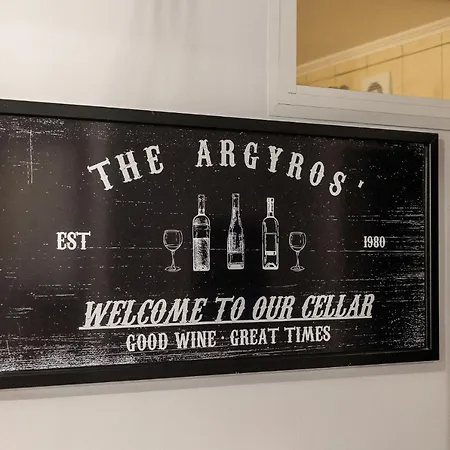 THE ARGYROS'
EST 1980
WELCOME TO OUR CELLAR
GOOD WINE · GREAT TIMES